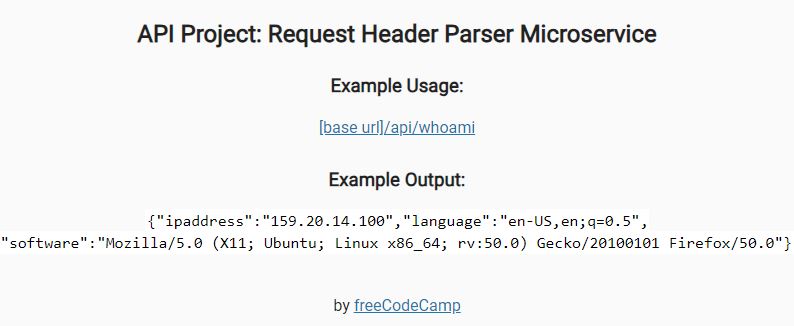 API Project: Request Header Parser Microservice
Example Usage:
[base url]/api/whoami
Example Output:
{"ipaddress":"159.20.14.100","language":"en-US,en;q=0.5",
"software":"Mozilla/5.0 (X11; Ubuntu; Linux x86_64; rv:50.0) Gecko/20100101 Firefox/50.0"}
by freeCodeCamp